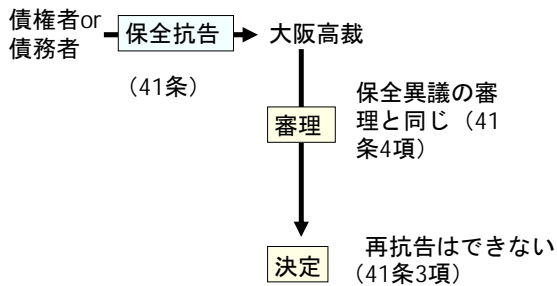 債権者or
債務者
保全抗告
大阪高裁
（41条）
審理
保全異議の審
理と同じ（41
条4項）
決定
再抗告はできない
（41条3項）